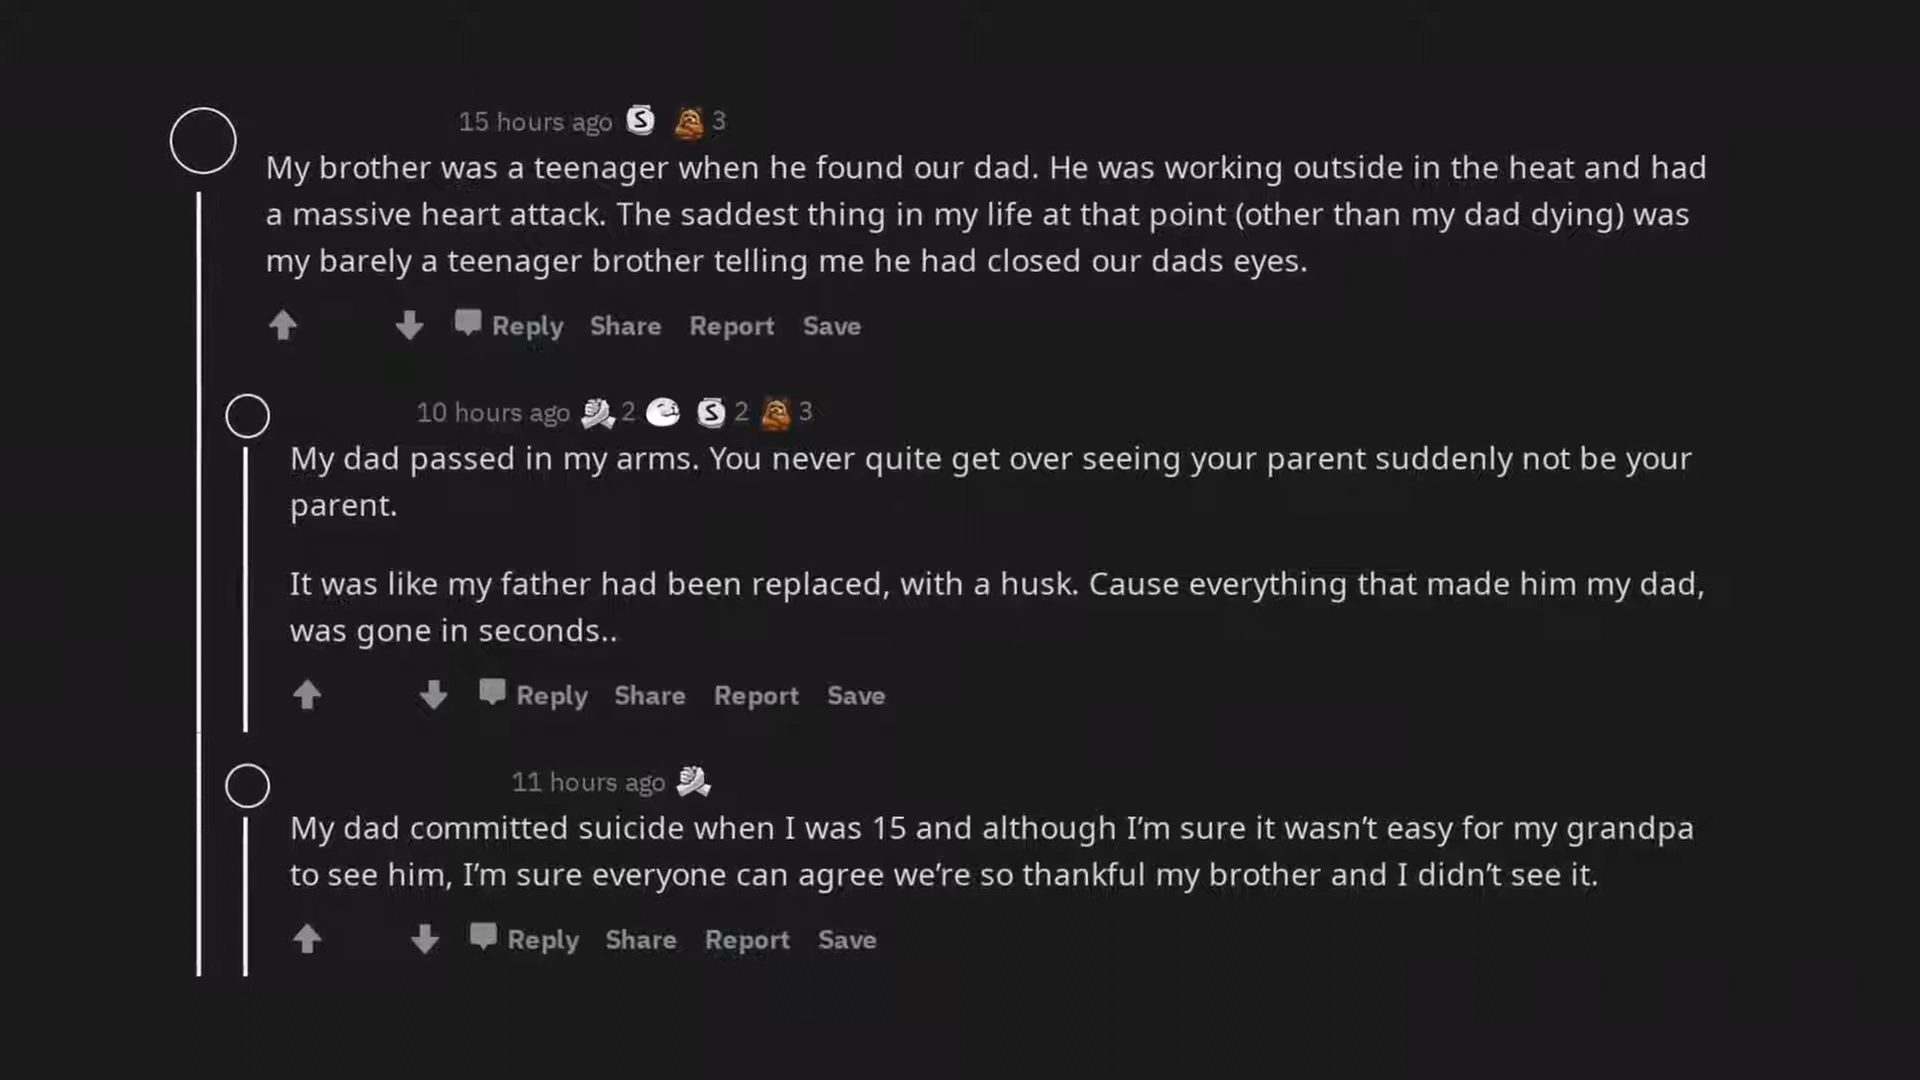 15 hours ago S 3
My brother was a teenager when he found our dad. He was working outside in the heat and had
a massive heart attack. The saddest thing in my life at that point (other than my dad dying) was
my barely a teenager brother telling me he had closed our dads eyes.
Reply Share Report Save
10 hours ago 2 S 2 3
My dad passed in my arms. You never quite get over seeing your parent suddenly not be your
parent.
It was like my father had been replaced, with a husk. Cause everything that made him my dad,
was gone in seconds..
Reply Share Report Save
11 hours ago
My dad committed suicide when I was 15 and although I’m sure it wasn’t easy for my grandpa
to see him, I’m sure everyone can agree we’re so thankful my brother and I didn’t see it.
Reply Share Report Save